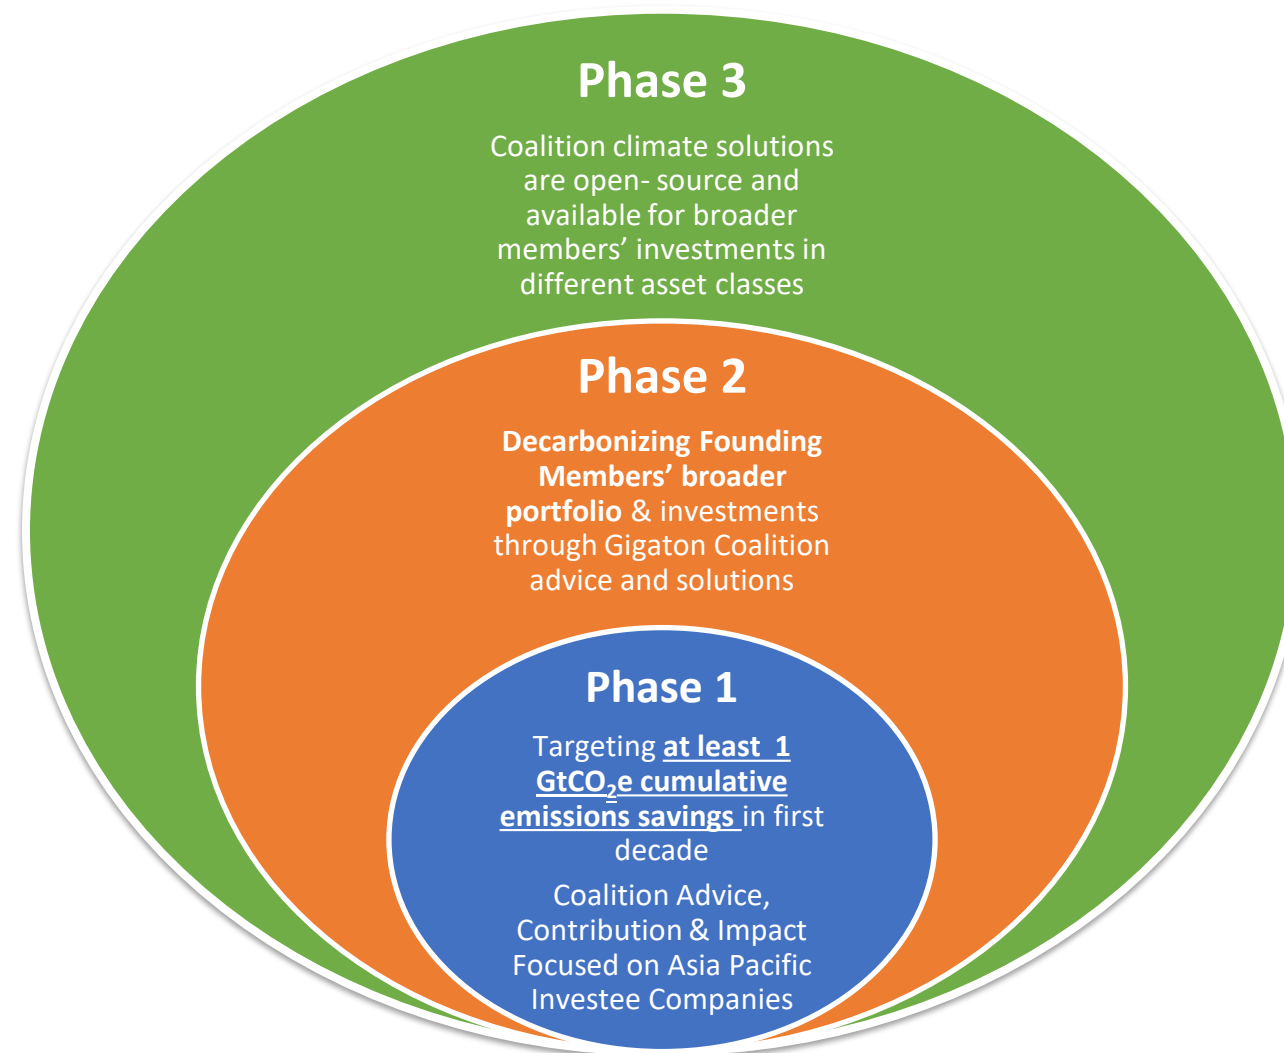 Phase 3
Coalition climate solutions
are open- source and
available for broader
members’ investments in
different asset classes
Phase 2
Decarbonizing Founding
Members’ broader
portfolio & investments
through Gigaton Coalition
advice and solutions
Phase 1
Targeting at least 1
GtCO₂e cumulative
emissions savings in first
decade
Coalition Advice,
Contribution & Impact
Focused on Asia Pacific
Investee Companies